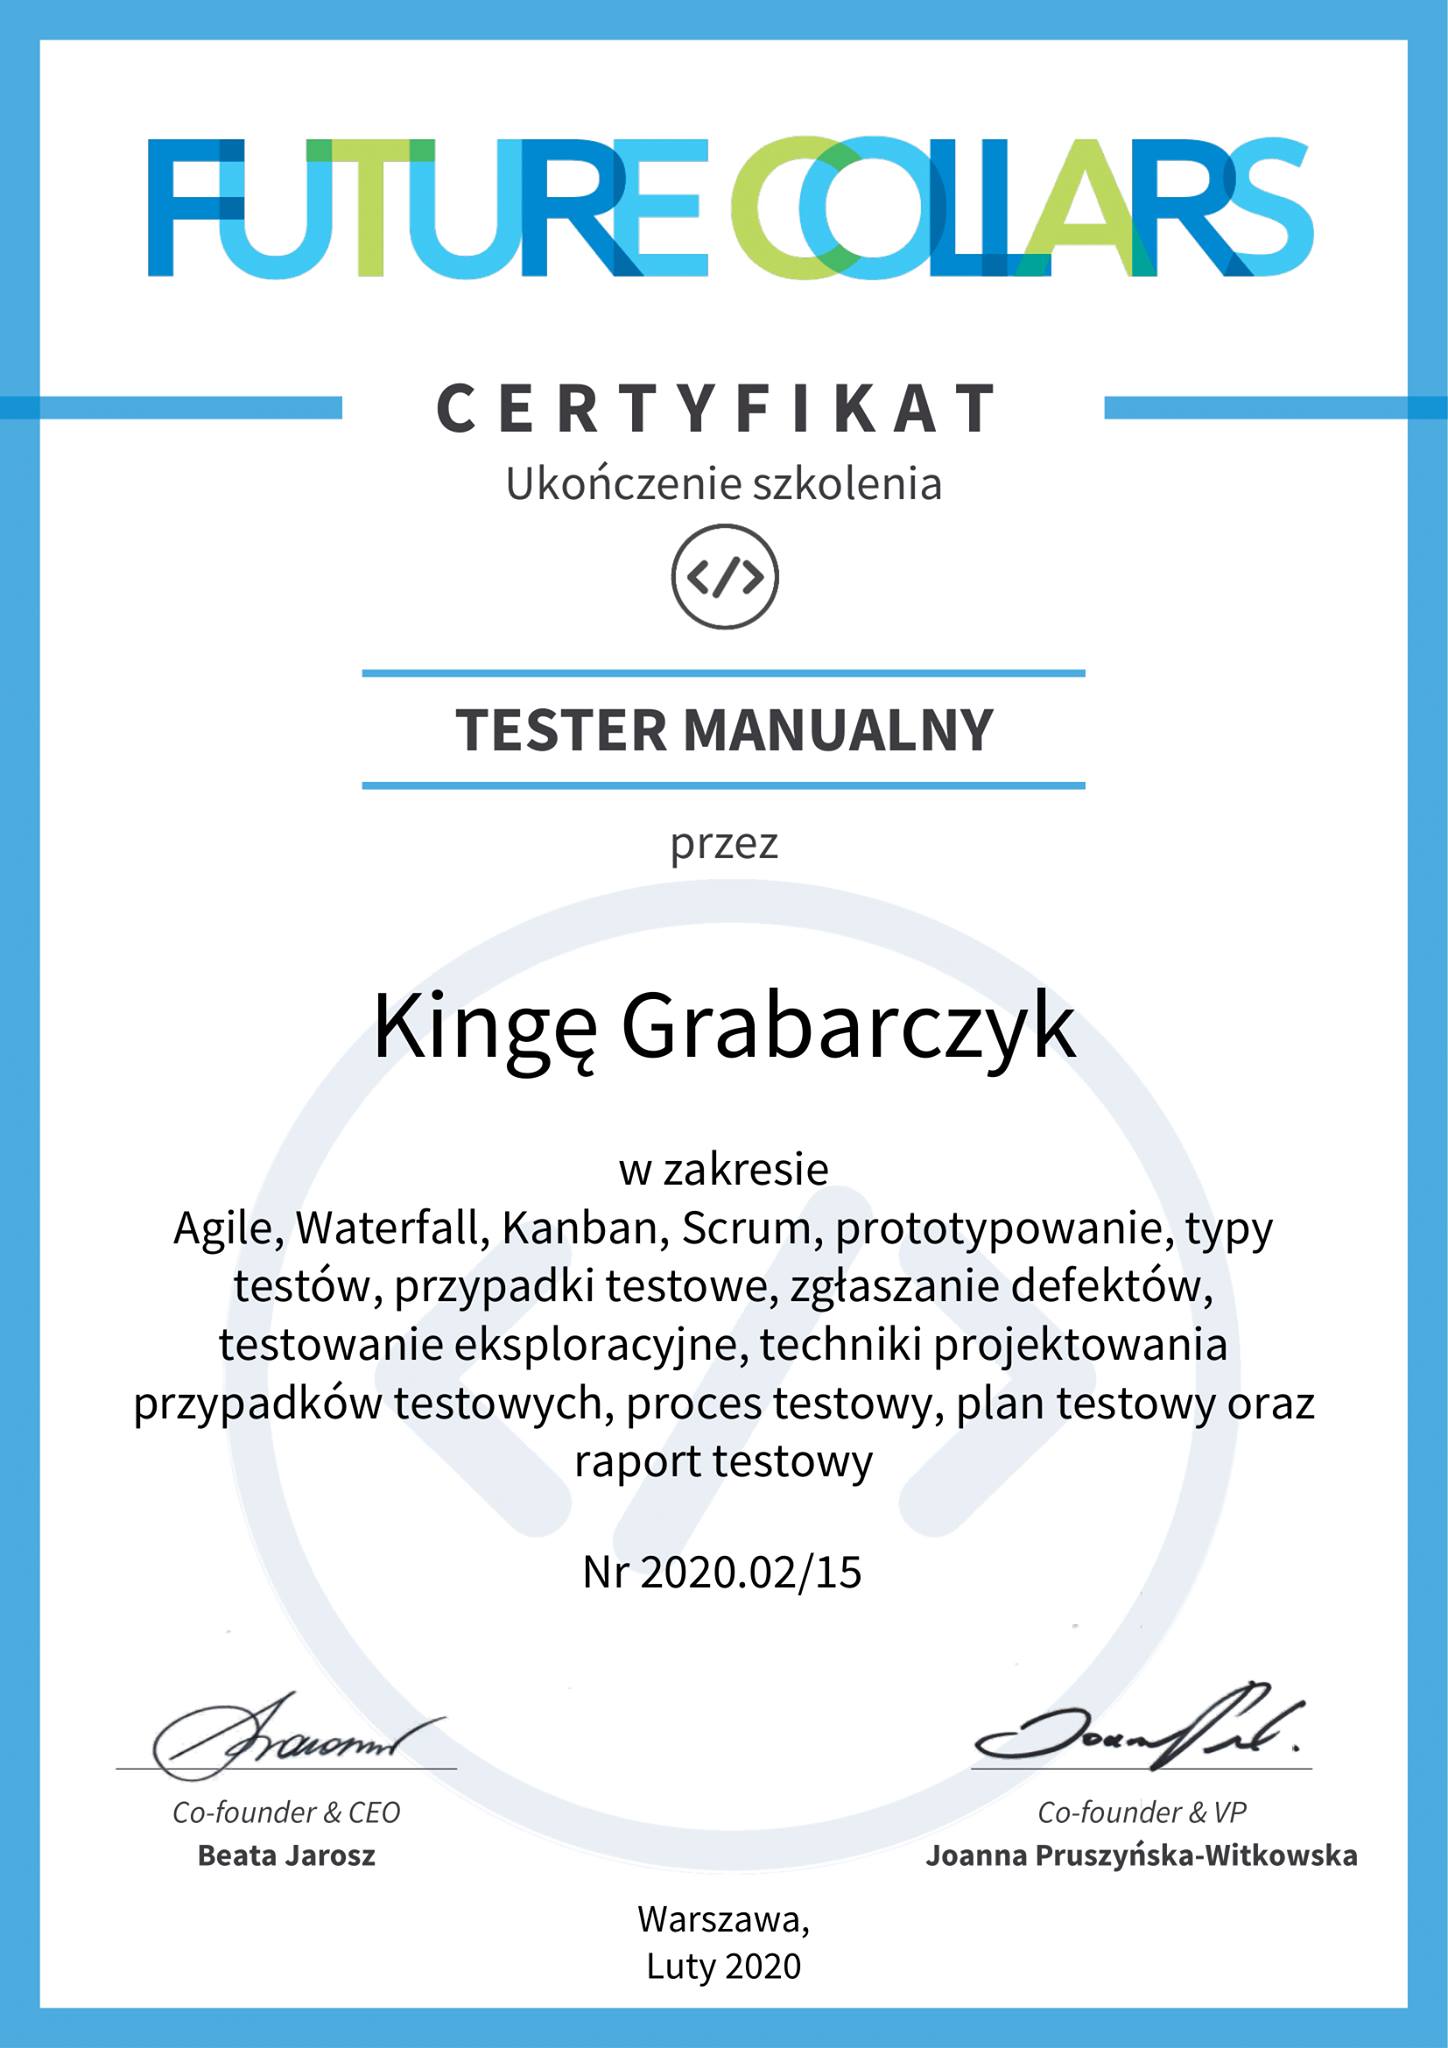 FUTURE COLLARS
CERTYFIKAT
Ukończenie szkolenia
</>
TESTER MANUALNY
przez
Kingę Grabarczyk
w zakresie
Agile, Waterfall, Kanban, Scrum, prototypowanie, typy
testów, przypadki testowe, zgłaszanie defektów,
testowanie eksploracyjne, techniki projektowania
przypadków testowych, proces testowy, plan testowy oraz
raport testowy
Nr 2020.02/15
Co-founder & CEO
Beata Jarosz
Co-founder & VP
Joanna Pruszyńska-Witkowska
Warszawa,
Luty 2020